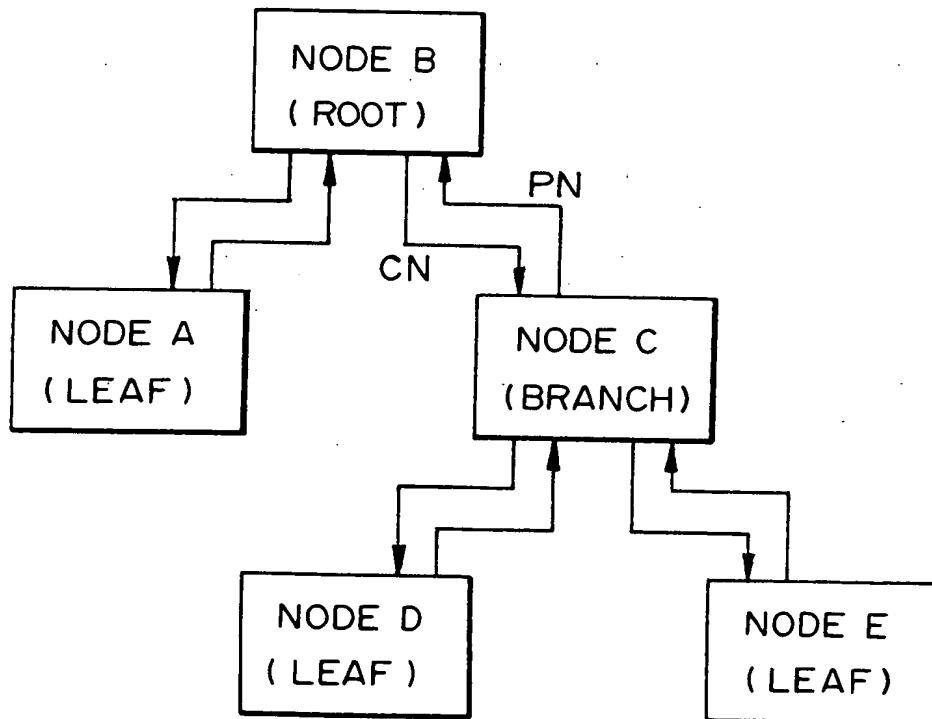 NODE B
(ROOT)
PN
CN
NODE A
(LEAF)
NODE C
(BRANCH)
NODE D
(LEAF)
NODE E
(LEAF)